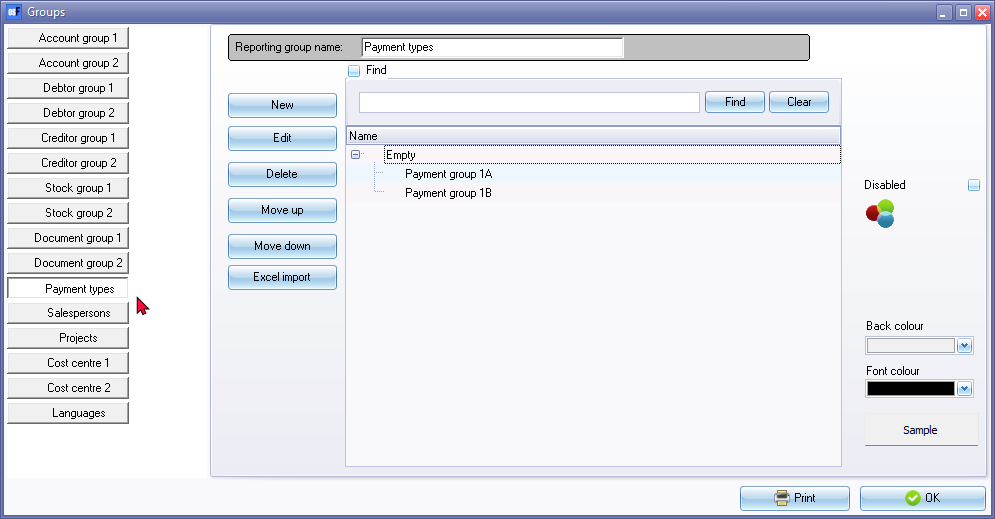 Groups
Account group 1
Account group 2
Debtor group 1
Debtor group 2
Creditor group 1
Creditor group 2
Stock group 1
Stock group 2
Document group 1
Document group 2
Payment types
Salespersons
Projects
Cost centre 1
Cost centre 2
Languages
Reporting group name: Payment types
Find
Find Clear
New
Edit
Delete
Move up
Move down
Excel import
Name
Empty
Payment group 1A
Payment group 1B
Disabled
Back colour
Font colour
Sample
Print OK